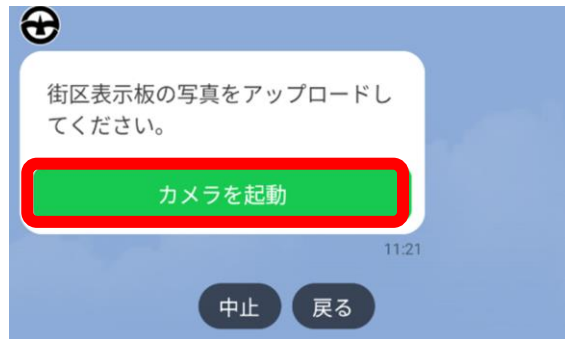 街区表示板の写真をアップロードし
てください。
カメラを起動
11:21
中止
戻る